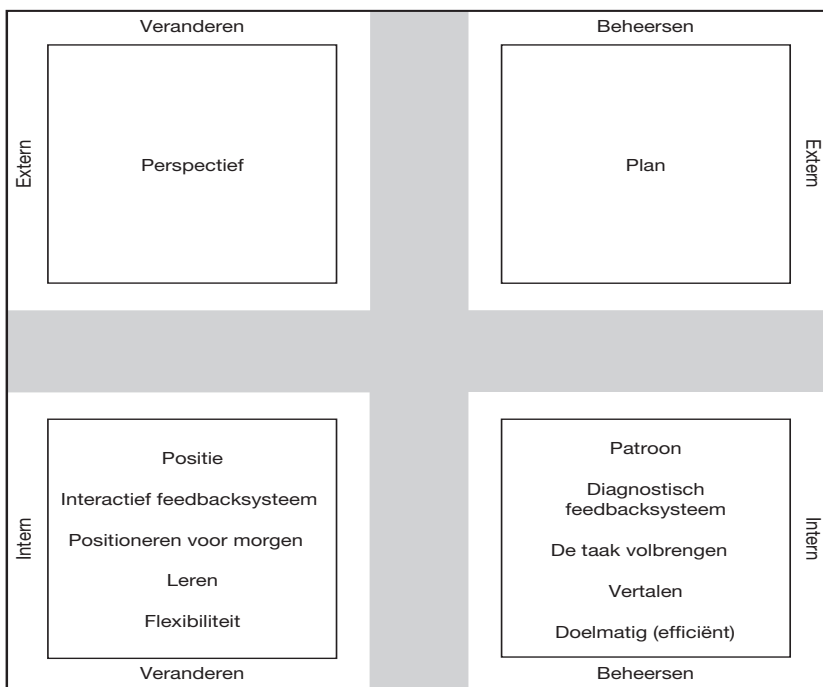 Veranderen
Beheersen
Extern
Perspectief
Plan
Extern
Intern
Positie
Interactief feedbacksysteem
Positioneren voor morgen
Leren
Flexibiliteit
Patroon
Diagnostisch
feedbacksysteem
De taak volbrengen
Vertalen
Doelmatig (efficiënt)
Intern
Veranderen
Beheersen